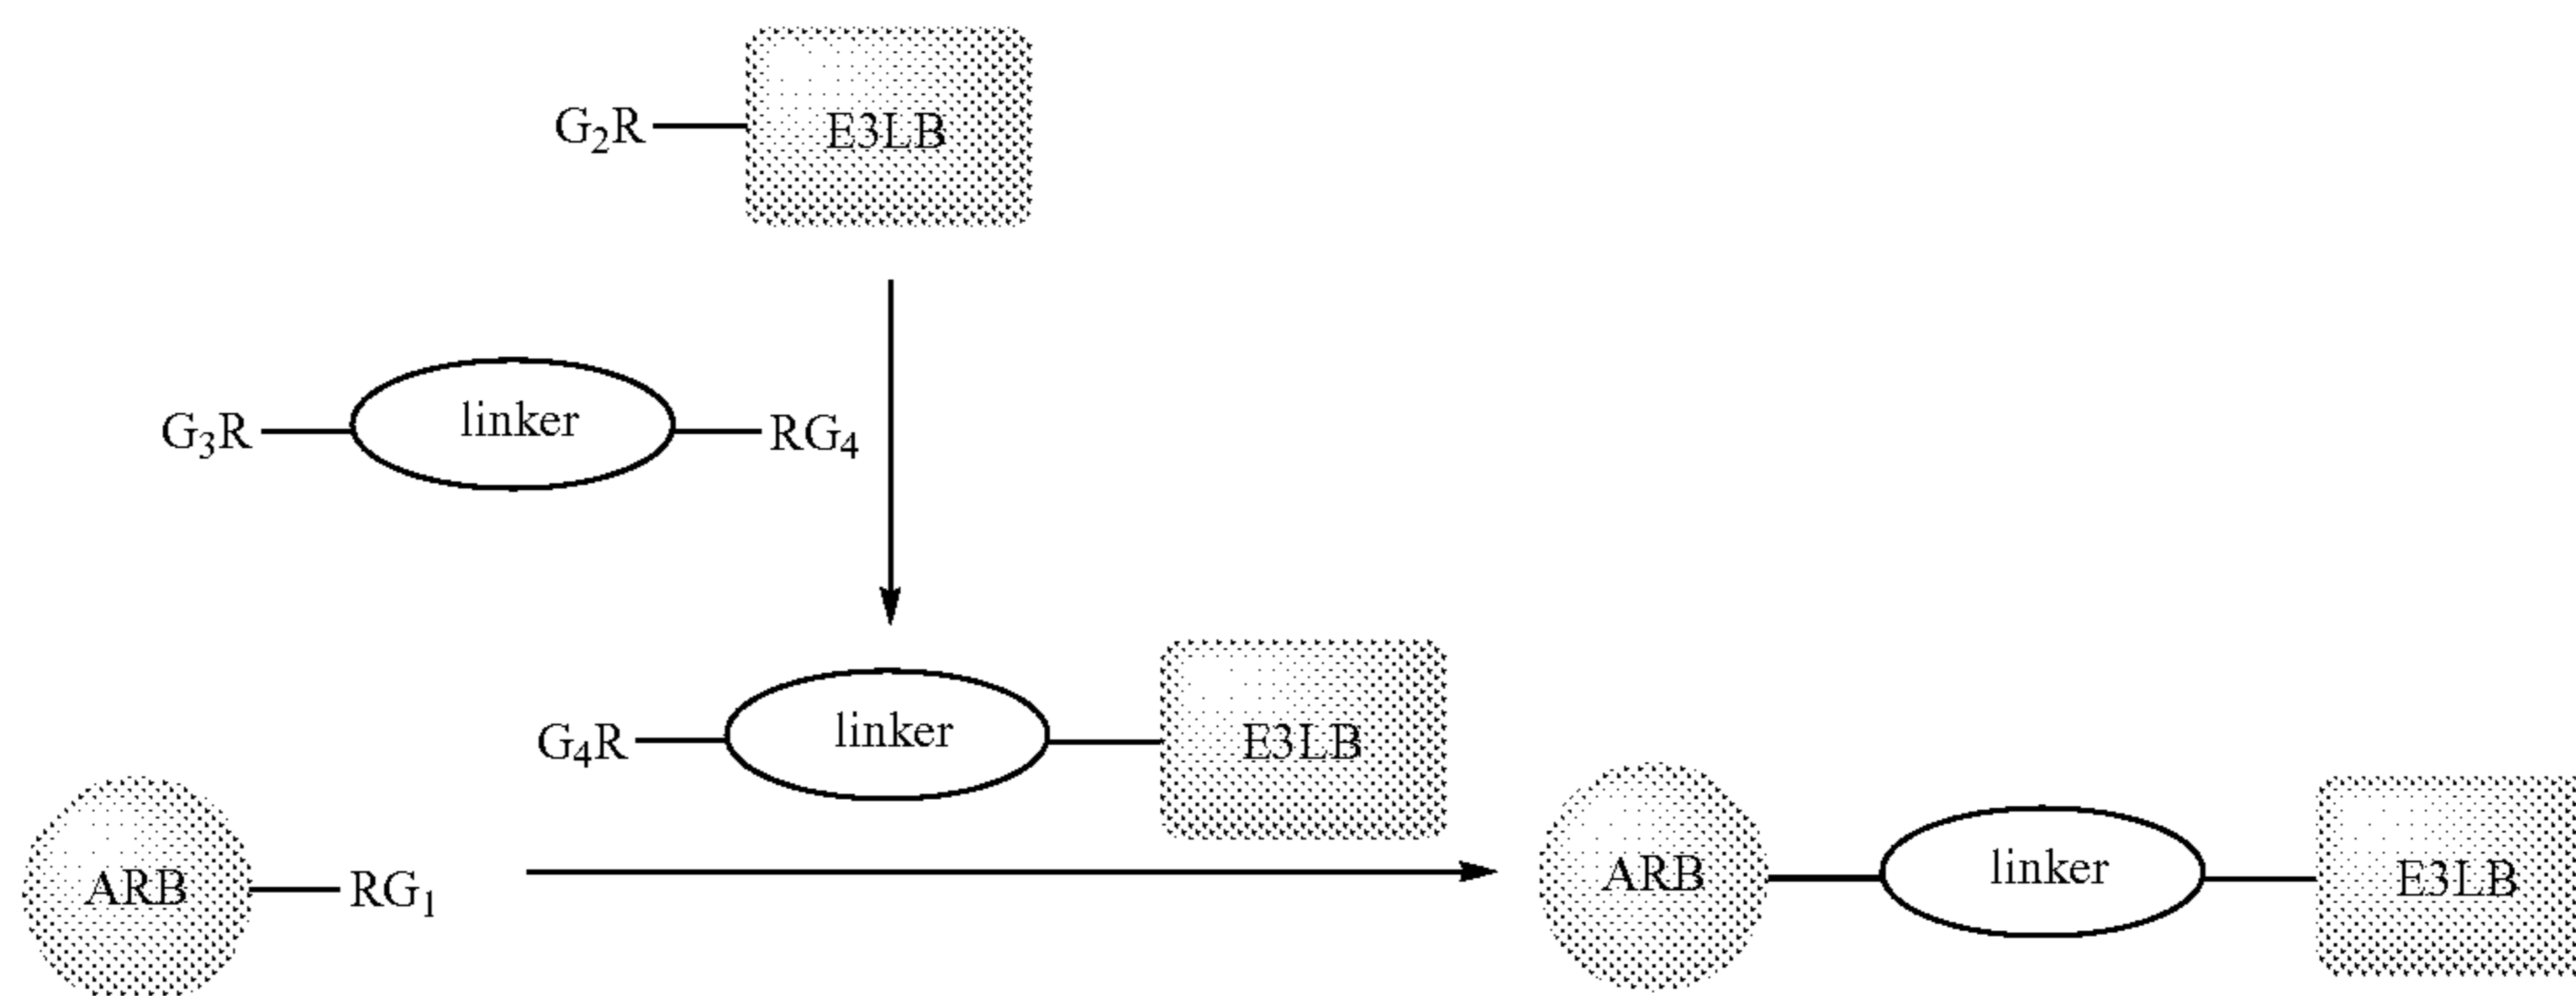 G₂R E3LB
G₃R linker RG₄
G₄R linker E3LB
ARB RG₁ ARB linker E3LB